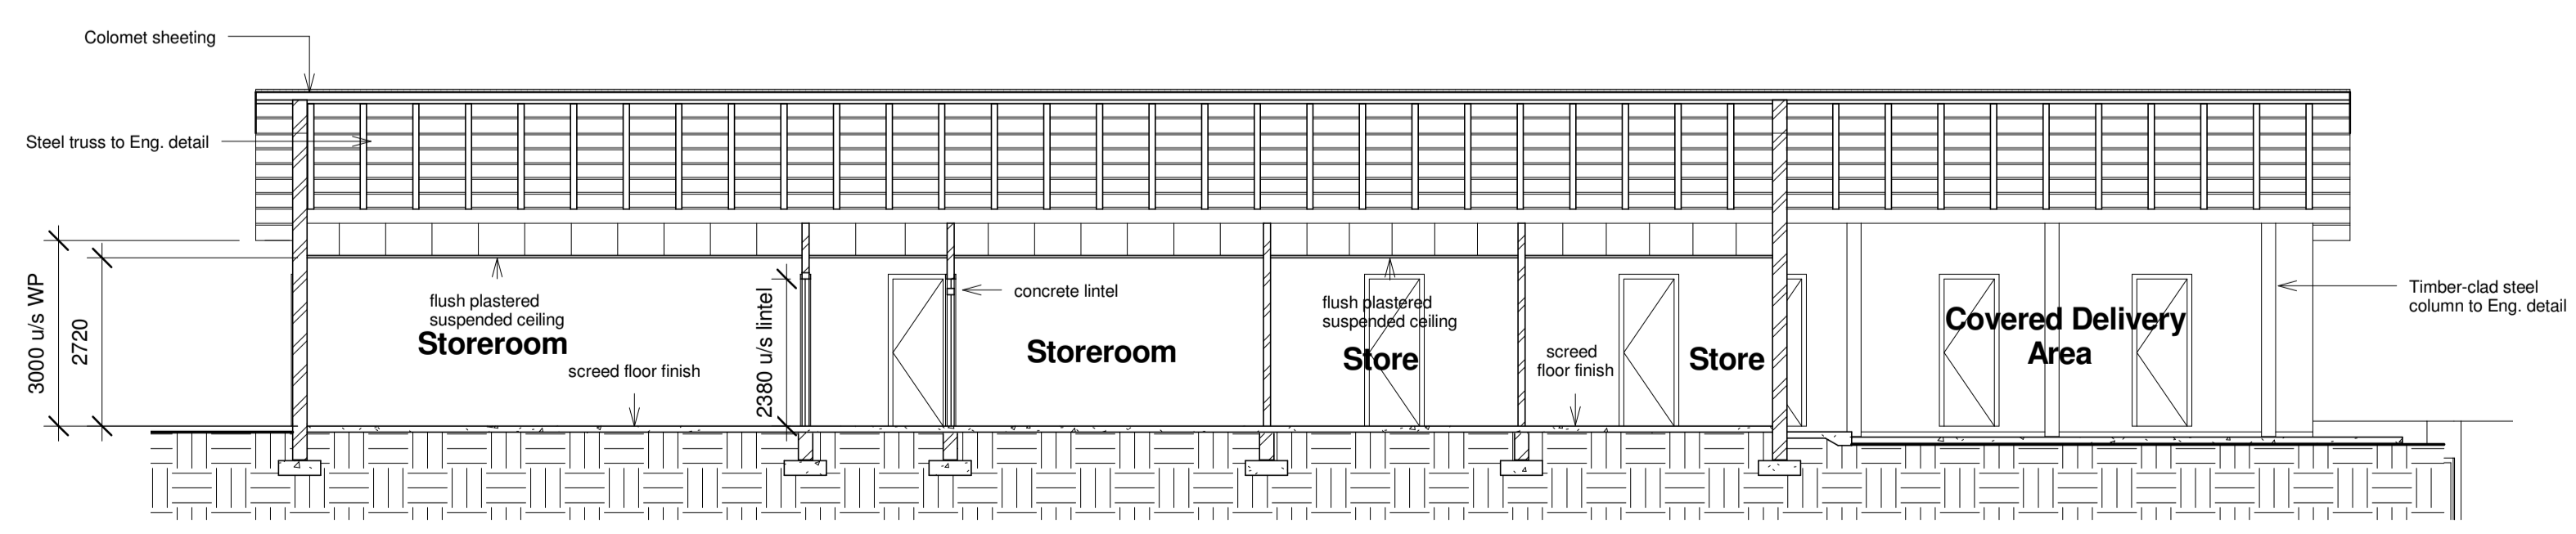 Colomet sheeting
Steel truss to Eng. detail
3000 u/s WP
2720
flush plastered
suspended ceiling
Storeroom
screed floor finish
2380 u/s lintel
concrete lintel
Storeroom
flush plastered
suspended ceiling
Store
screed
floor finish
Store
Covered Delivery
Area
Timber-clad steel
column to Eng. detail